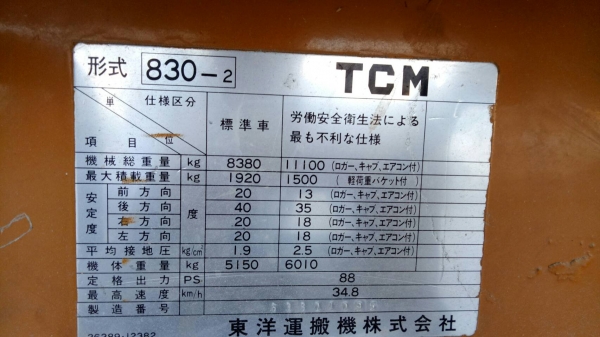 形式 830-2 TCM
単位 仕様区分 項目 標準車 労働安全衛生法による最も不利な仕様
機械総重量 kg 8380 11100 (ロガー、キャブ、エアコン付)
最大積載重量 kg 1920 1500 (軽荷重バケット付)
安定度 前方向 度 20 13 (ロガー、キャブ、エアコン付)
後方向 40 35 (ロガー、キャブ、エアコン付)
右方向 20 18 (ロガー、キャブ、エアコン付)
左方向 20 18 (ロガー、キャブ、エアコン付)
平均接地圧 kg/cm 1.9 2.5 (ロガー、キャブ、エアコン付)
機体重量 kg 5150 6010
定格出力 PS 88
最高速度 km/h 34.8
製造番号
26289-12382 東洋運搬機株式会社